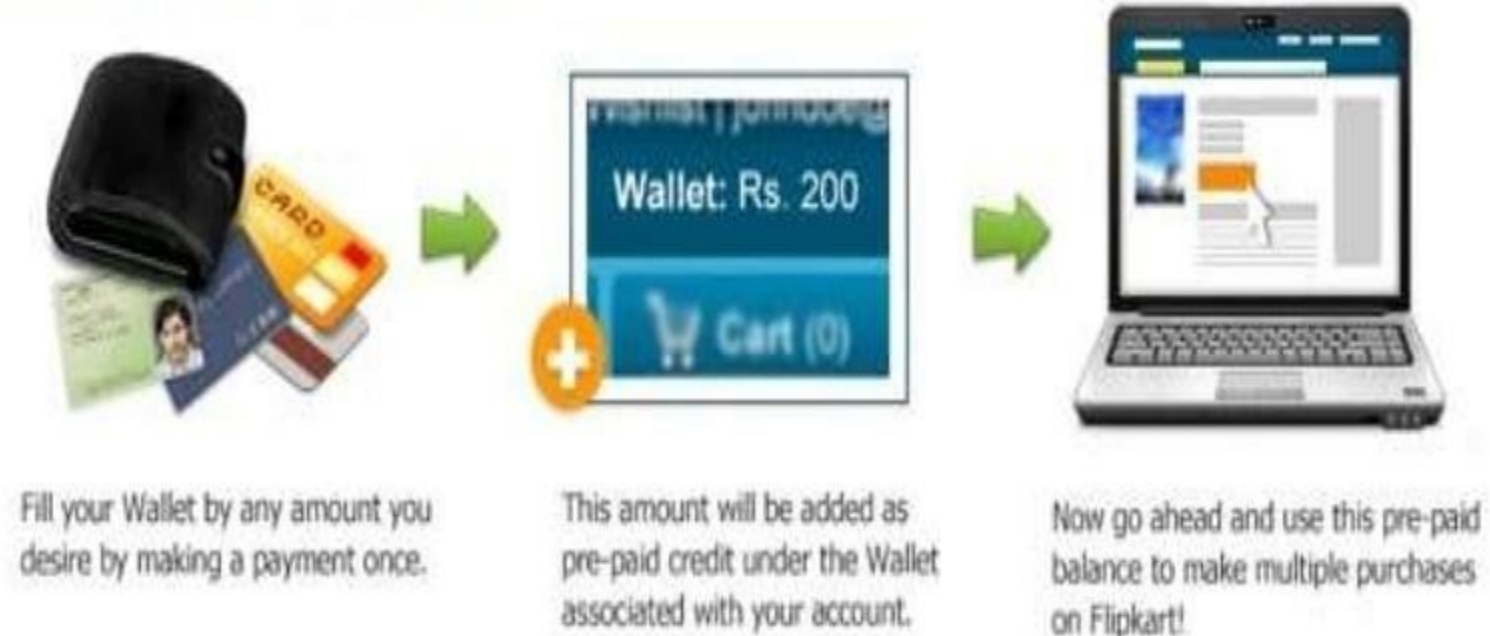 CARD
Wishlist | johndoe@
Wallet: Rs. 200
Cart (0)
Fill your Wallet by any amount you
desire by making a payment once.
This amount will be added as
pre-paid credit under the Wallet
associated with your account.
Now go ahead and use this pre-paid
balance to make multiple purchases
on Flipkart!